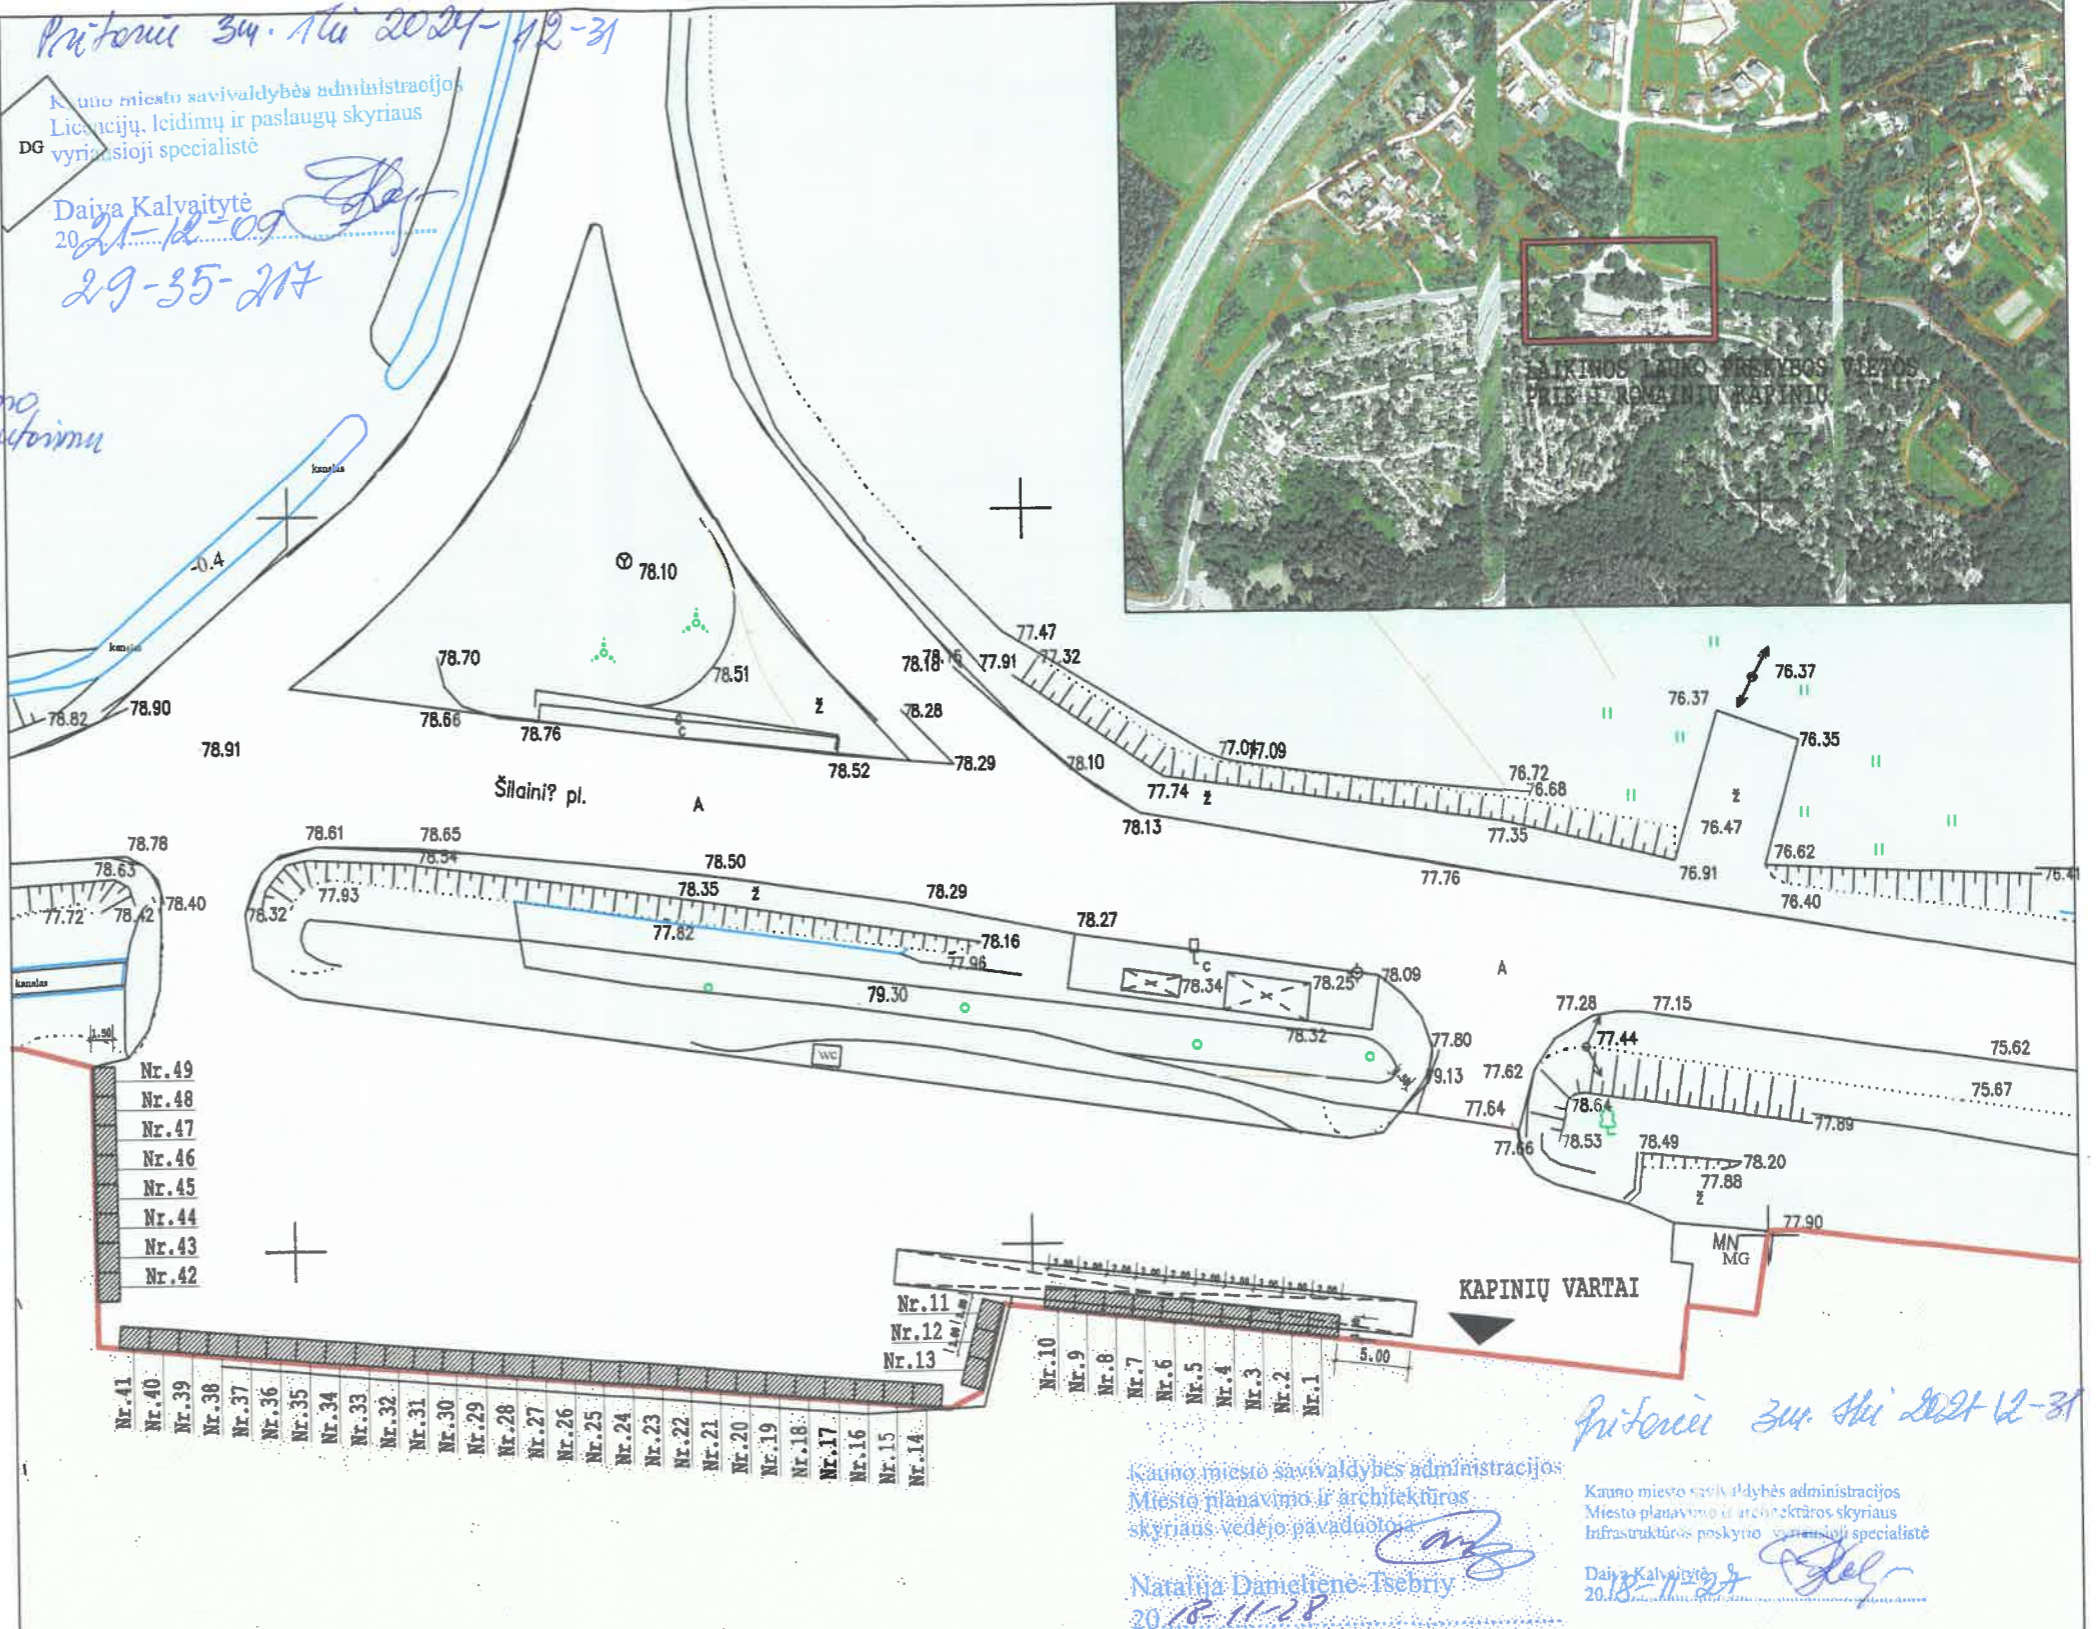 2024-12-31
Kauno miesto savivaldybės administracijos
Licencijų, leidimų ir paslaugų skyriaus
vyriausioji specialistė
DG
Daiva Kalvaitytė
2021-12-09
29-35-217
LAIKINOS LAUKO PREKYBOS VIETOS
PRIE I ROMAINIŲ KAPINIŲ
kanalas
-0.4
kanalas
78.10
78.70
78.51
78.18
78.15
77.91
77.47
77.32
76.37
76.37
78.82
78.90
78.66
78.76
ž
78.28
78.91
78.52
78.29
78.10
77.09
76.35
Šilaini? pl.
A
77.74
ž
76.72
76.68
ž
78.13
77.35
76.47
78.78
78.61
78.65
78.54
78.50
76.62
78.63
77.93
78.35
ž
78.29
77.76
76.91
76.41
77.72
78.42
78.40
78.32
77.82
78.27
76.40
78.16
77.96
kanalas
c
78.34
78.25
78.09
A
79.30
78.32
77.28
77.15
1.50
WC
77.80
77.44
75.62
79.13
77.62
75.67
77.64
78.64
77.89
77.66
78.53
78.49
78.20
77.88
ž
77.90
MN
MG
Nr.49
Nr.48
Nr.47
Nr.46
Nr.45
Nr.44
Nr.43
Nr.42
KAPINIŲ VARTAI
Nr.11
Nr.12
Nr.13
5.00
Nr.10
Nr.9
Nr.8
Nr.7
Nr.6
Nr.5
Nr.4
Nr.3
Nr.2
Nr.1
Nr.41
Nr.40
Nr.39
Nr.38
Nr.37
Nr.36
Nr.35
Nr.34
Nr.33
Nr.32
Nr.31
Nr.30
Nr.29
Nr.28
Nr.27
Nr.26
Nr.25
Nr.24
Nr.23
Nr.22
Nr.21
Nr.20
Nr.19
Nr.18
Nr.17
Nr.16
Nr.15
Nr.14
2021-12-31
Kauno miesto savivaldybės administracijos
Miesto planavimo ir architektūros
skyriaus vedėjo pavaduotoja
Natalija Danielienė-Tsebriy
2018-11-28
Kauno miesto savivaldybės administracijos
Miesto planavimo ir architektūros skyriaus
Infrastruktūros poskyrio vyriausioji specialistė
Daiva Kalvaitytė
2018-11-27